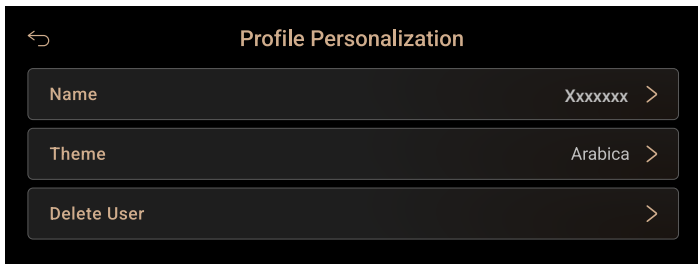 Profile Personalization
Name Xxxxxxx
Theme Arabica
Delete User